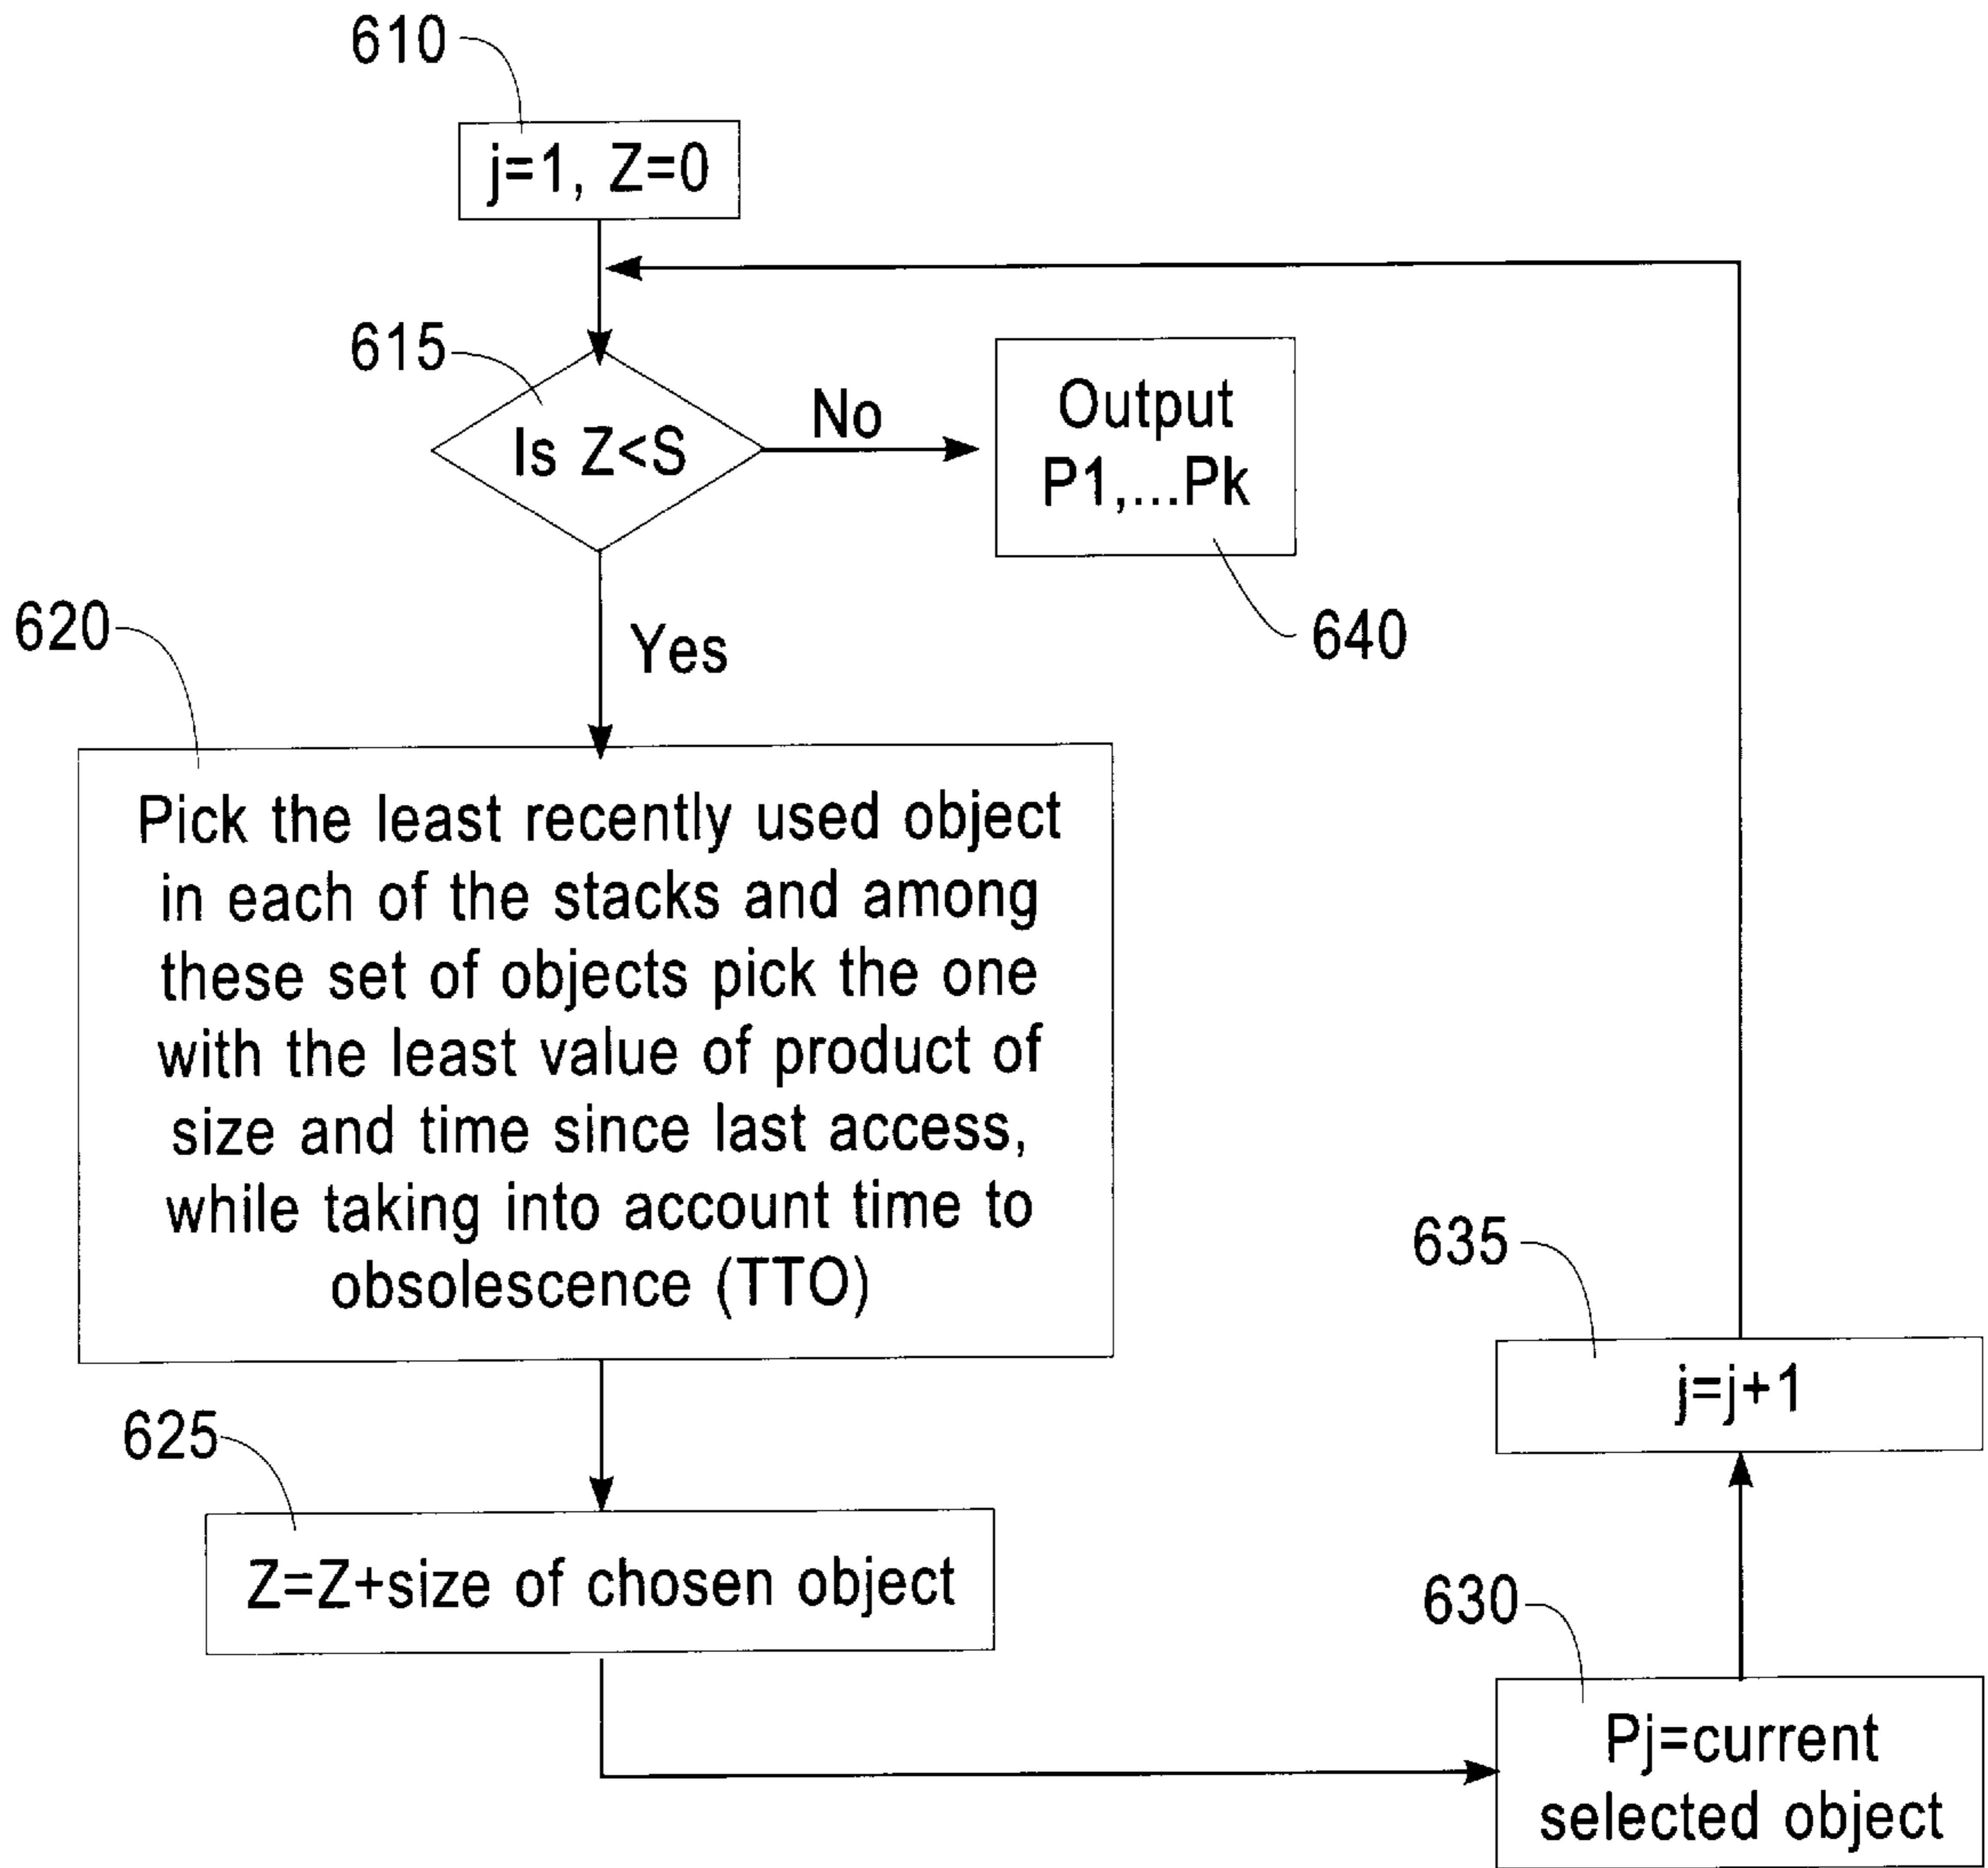 610
j=1, Z=0
615
Is Z<S
No
Output
P1,...Pk
640
Yes
620
Pick the least recently used object
in each of the stacks and among
these set of objects pick the one
with the least value of product of
size and time since last access,
while taking into account time to
obsolescence (TTO)
625
Z=Z+size of chosen object
635
j=j+1
630
Pj=current
selected object